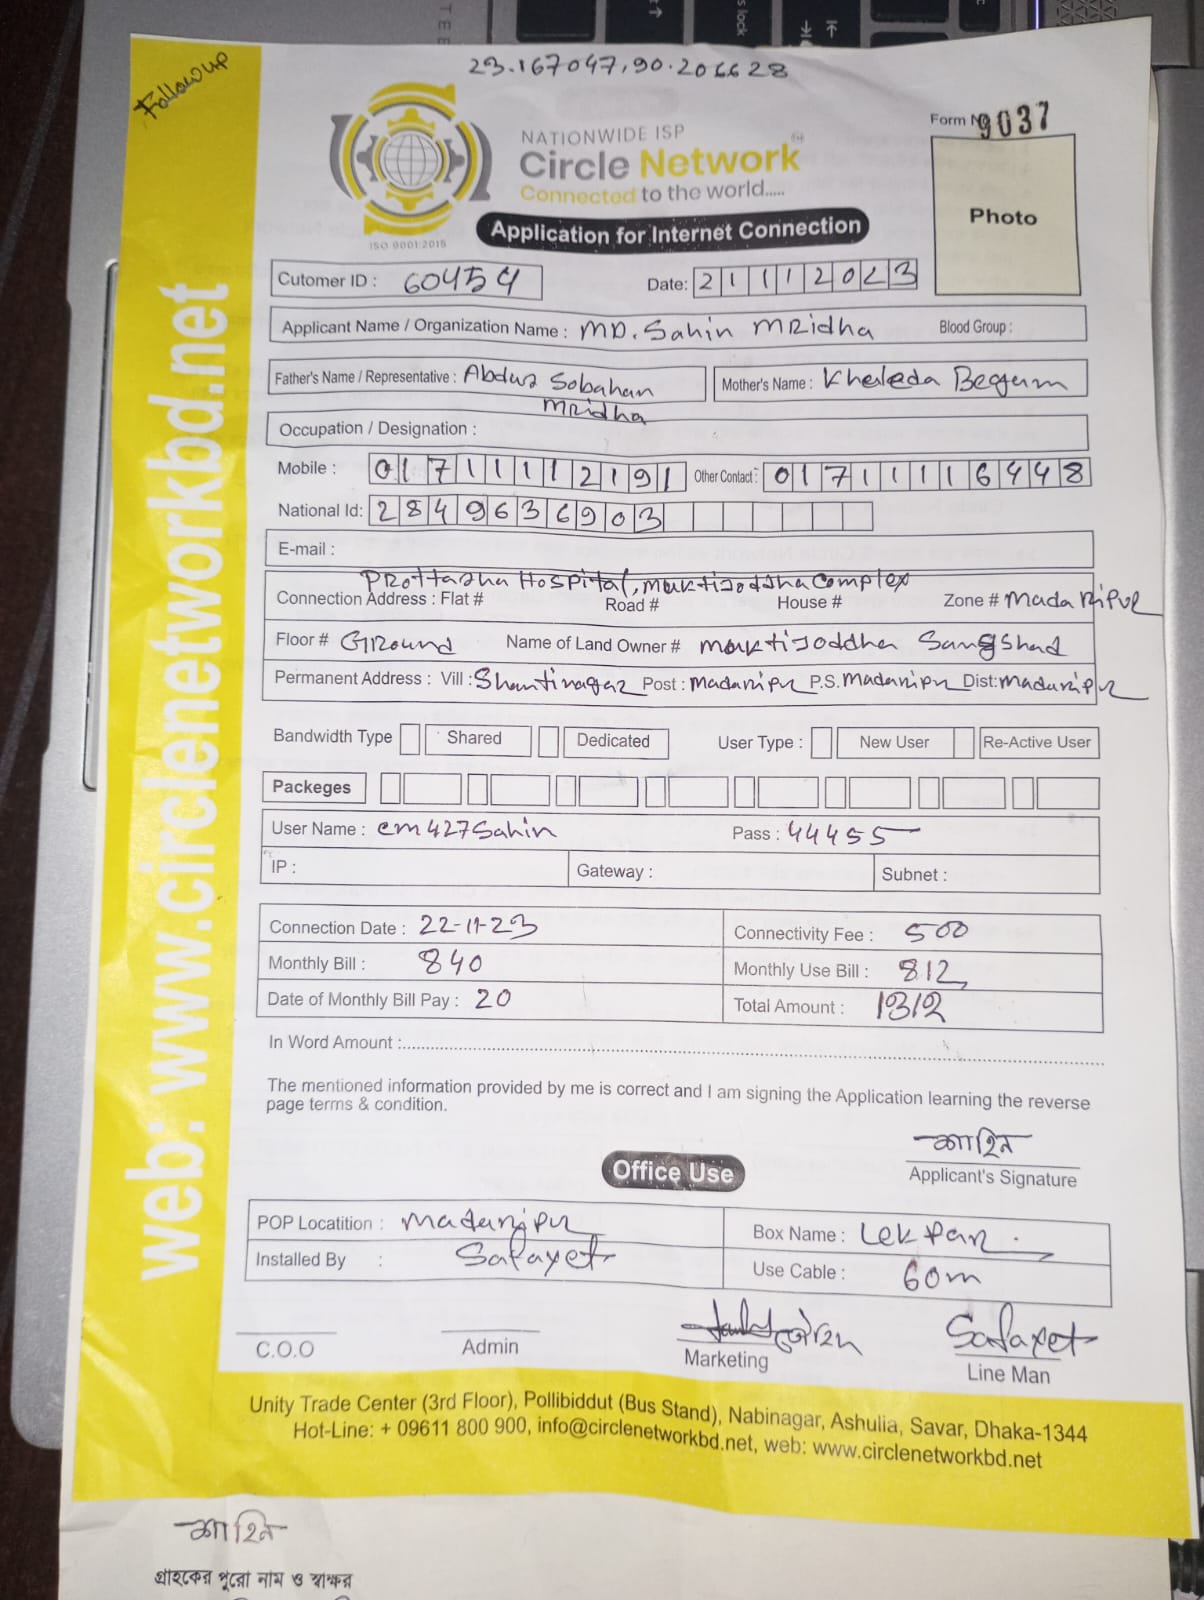 23.167047,90.206628
Followup
NATIONWIDE ISP
Circle Network
Connected to the world.....
ISO 9001:2015
Form N 9037
Photo
Application for Internet Connection
Cutomer ID : 60454
Date: 21112023
Applicant Name / Organization Name : MD. Sahin Mridha Blood Group :
Father's Name / Representative : Abdus Sobahan Mridha
Mother's Name : Khaleda Begum
Occupation / Designation :
Mobile : 01711112191 Other Contact : 01711116448
National Id: 2849636903
E-mail :
Prottasha Hospital, Muktijoddha Complex
Connection Address : Flat # Road # House # Zone # Madaripur
Floor # Ground Name of Land Owner # Muktijoddha Sangshad
Permanent Address : Vill : Shantinagar Post : Madaripur P.S. Madaripur Dist: Madaripur
Bandwidth Type Shared Dedicated User Type : New User Re-Active User
Packeges
User Name : cm427Sahin Pass : 44455
IP : Gateway : Subnet :
Connection Date : 22-11-23 Connectivity Fee : 500
Monthly Bill : 840 Monthly Use Bill : 812
Date of Monthly Bill Pay : 20 Total Amount : 1312
In Word Amount :
The mentioned information provided by me is correct and I am signing the Application learning the reverse
page terms & condition.
শাহিন
Applicant's Signature
Office Use
POP Locatition : Madaripur Box Name : Lekpar
Installed By : Safayet Use Cable : 60m
Safayet
C.O.O Admin Marketing Line Man
Unity Trade Center (3rd Floor), Pollibiddut (Bus Stand), Nabinagar, Ashulia, Savar, Dhaka-1344
Hot-Line: + 09611 800 900, info@circlenetworkbd.net, web: www.circlenetworkbd.net
web: www.circlenetworkbd.net
শাহিন
গ্রাহকের পুরো নাম ও স্বাক্ষর